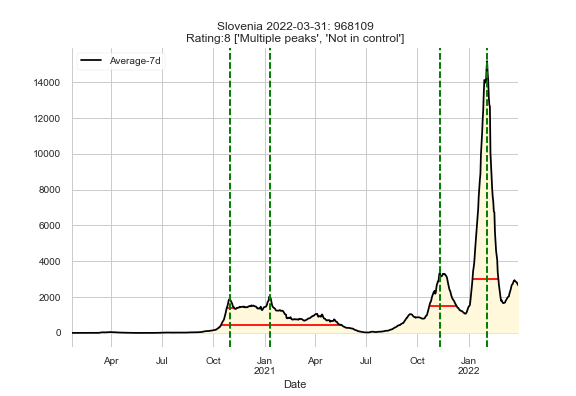 Slovenia 2022-03-31: 968109
Rating:8 ['Multiple peaks', 'Not in control']
Average-7d
14000
12000
10000
8000
6000
4000
2000
0
Apr Jul Oct Jan Apr Jul Oct Jan
2021 2022
Date